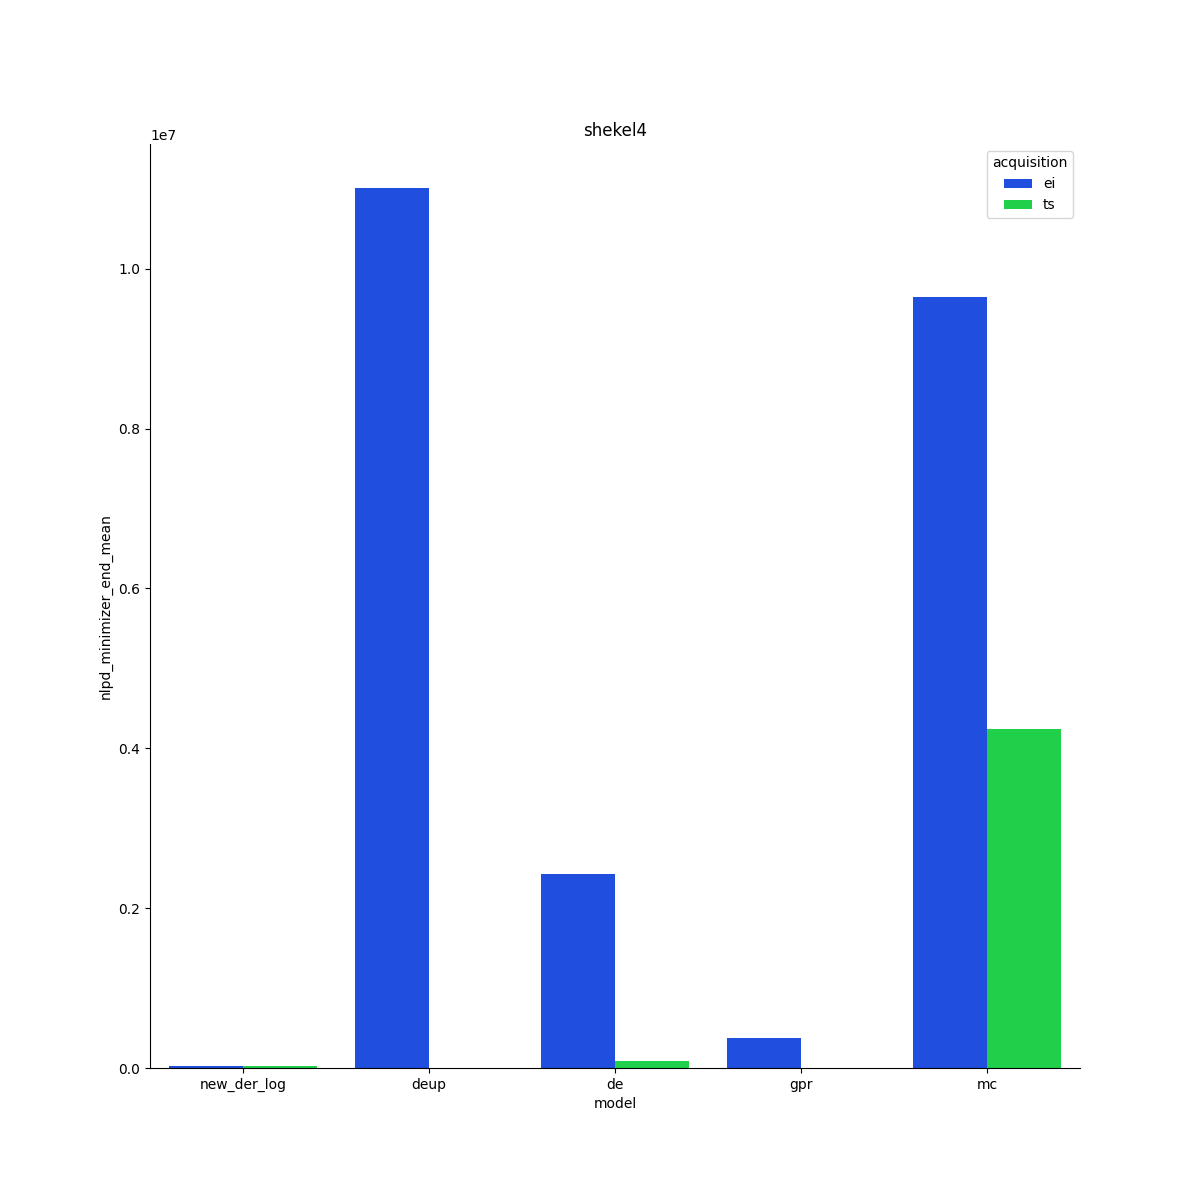 shekel4
1e7
acquisition
ei
ts
1.0
0.8
0.6
0.4
0.2
0.0
nlpd_minimizer_end_mean
new_der_log deup de gpr mc
model